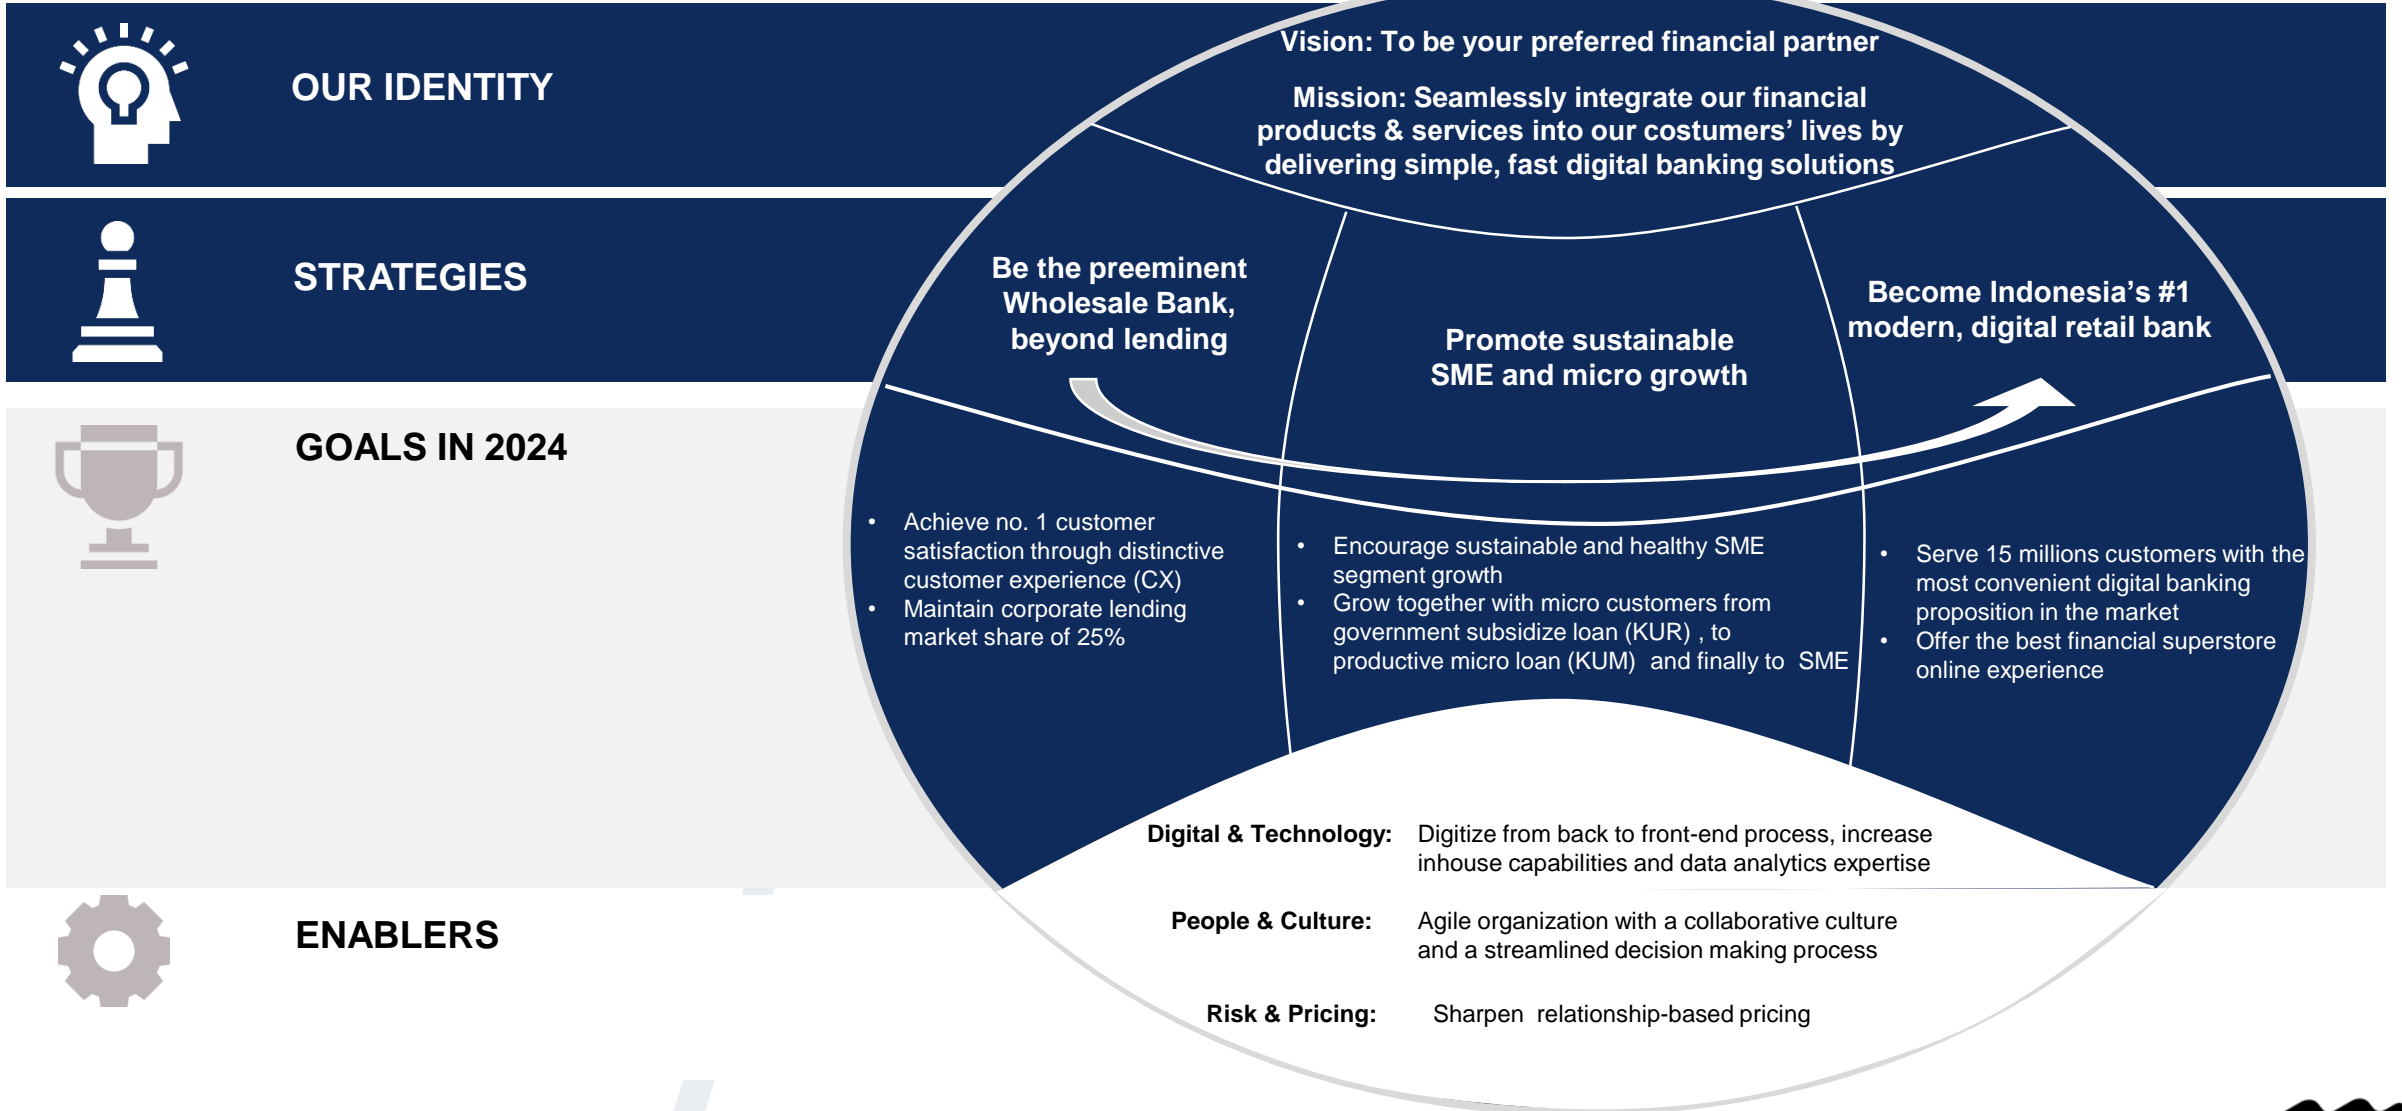 OUR IDENTITY
Vision: To be your preferred financial partner
Mission: Seamlessly integrate our financial
products & services into our costumers’ lives by
delivering simple, fast digital banking solutions
STRATEGIES
Be the preeminent
Wholesale Bank,
beyond lending
Promote sustainable
SME and micro growth
Become Indonesia’s #1
modern, digital retail bank
GOALS IN 2024
• Achieve no. 1 customer
satisfaction through distinctive
customer experience (CX)
• Maintain corporate lending
market share of 25%
• Encourage sustainable and healthy SME
segment growth
• Grow together with micro customers from
government subsidize loan (KUR) , to
productive micro loan (KUM) and finally to SME
• Serve 15 millions customers with the
most convenient digital banking
proposition in the market
• Offer the best financial superstore
online experience
ENABLERS
Digital & Technology: Digitize from back to front-end process, increase
inhouse capabilities and data analytics expertise
People & Culture: Agile organization with a collaborative culture
and a streamlined decision making process
Risk & Pricing: Sharpen relationship-based pricing